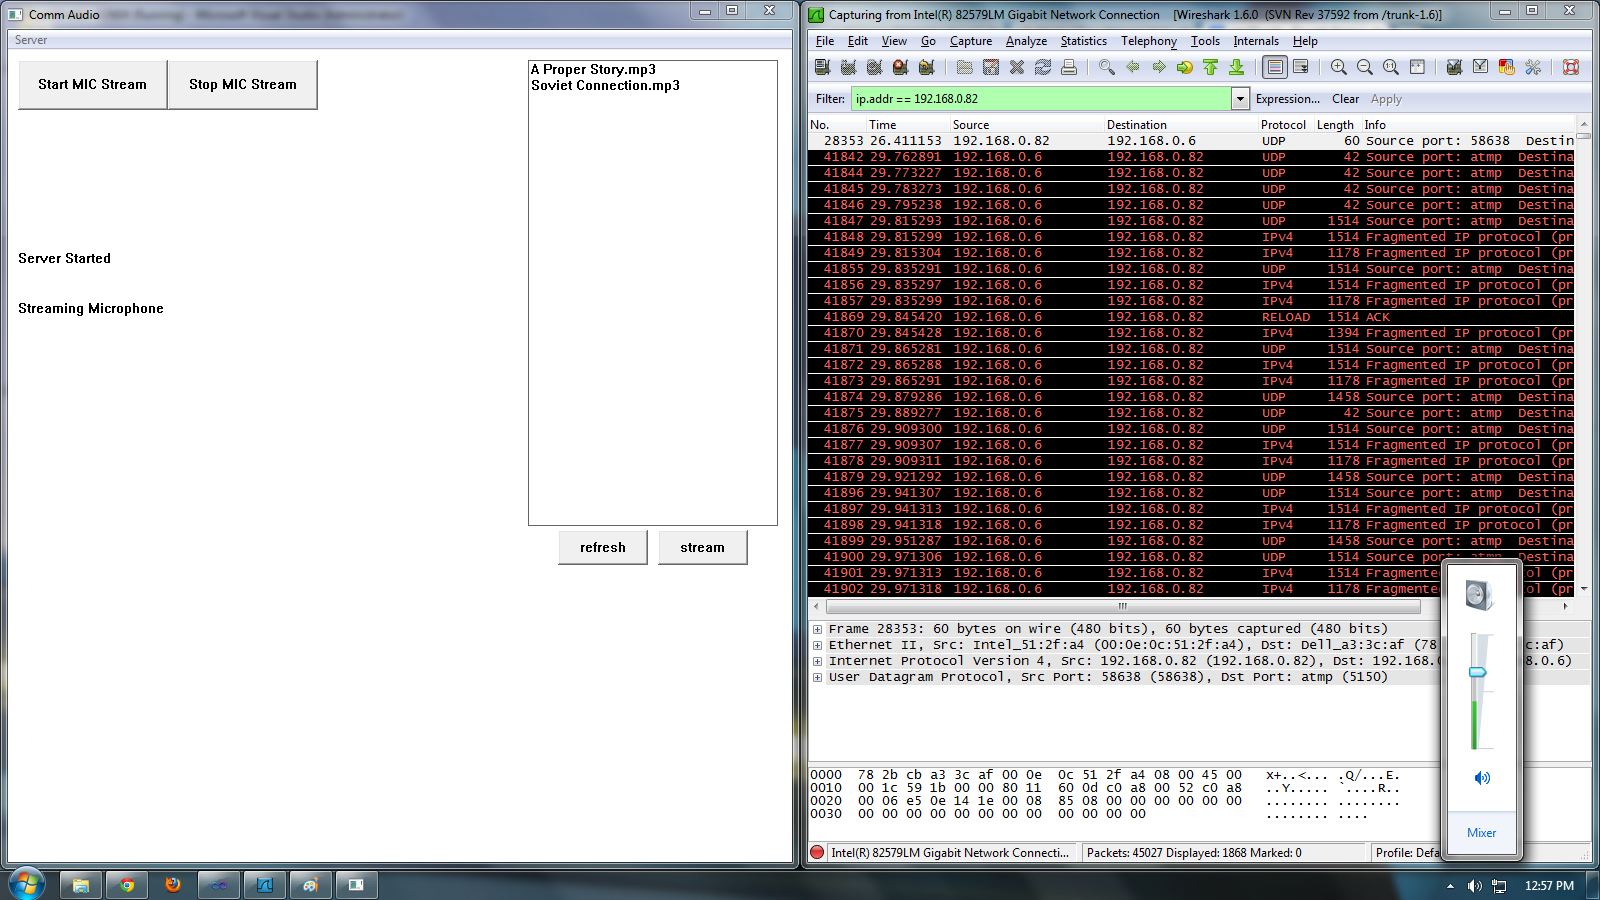 Comm Audio
Server
Start MIC Stream
Stop MIC Stream
A Proper Story.mp3
Soviet Connection.mp3
Server Started
Streaming Microphone
refresh
stream
Capturing from Intel(R) 82579LM Gigabit Network Connection [Wireshark 1.6.0 (SVN Rev 37592 from /trunk-1.6)]
File Edit View Go Capture Analyze Statistics Telephony Tools Internals Help
Filter: ip.addr == 192.168.0.82 Expression... Clear Apply
No. Time Source Destination Protocol Length Info
28353 26.411153 192.168.0.82 192.168.0.6 UDP 60 Source port: 58638 Destin
41842 29.762891 192.168.0.6 192.168.0.82 UDP 42 Source port: atmp Destina
41844 29.773227 192.168.0.6 192.168.0.82 UDP 42 Source port: atmp Destina
41845 29.783273 192.168.0.6 192.168.0.82 UDP 42 Source port: atmp Destina
41846 29.795238 192.168.0.6 192.168.0.82 UDP 42 Source port: atmp Destina
41847 29.815293 192.168.0.6 192.168.0.82 UDP 1514 Source port: atmp Destina
41848 29.815299 192.168.0.6 192.168.0.82 IPv4 1514 Fragmented IP protocol (pr
41849 29.815304 192.168.0.6 192.168.0.82 IPv4 1178 Fragmented IP protocol (pr
41855 29.835291 192.168.0.6 192.168.0.82 UDP 1514 Source port: atmp Destina
41856 29.835297 192.168.0.6 192.168.0.82 IPv4 1514 Fragmented IP protocol (pr
41857 29.835299 192.168.0.6 192.168.0.82 IPv4 1178 Fragmented IP protocol (pr
41869 29.845420 192.168.0.6 192.168.0.82 RELOAD 1514 ACK
41870 29.845428 192.168.0.6 192.168.0.82 IPv4 1394 Fragmented IP protocol (pr
41871 29.865281 192.168.0.6 192.168.0.82 UDP 1514 Source port: atmp Destina
41872 29.865288 192.168.0.6 192.168.0.82 IPv4 1514 Fragmented IP protocol (pr
41873 29.865291 192.168.0.6 192.168.0.82 IPv4 1178 Fragmented IP protocol (pr
41874 29.879286 192.168.0.6 192.168.0.82 UDP 1458 Source port: atmp Destina
41875 29.889277 192.168.0.6 192.168.0.82 UDP 42 Source port: atmp Destina
41876 29.909300 192.168.0.6 192.168.0.82 UDP 1514 Source port: atmp Destina
41877 29.909307 192.168.0.6 192.168.0.82 IPv4 1514 Fragmented IP protocol (pr
41878 29.909311 192.168.0.6 192.168.0.82 IPv4 1178 Fragmented IP protocol (pr
41879 29.921292 192.168.0.6 192.168.0.82 UDP 1458 Source port: atmp Destina
41896 29.941307 192.168.0.6 192.168.0.82 UDP 1514 Source port: atmp Destina
41897 29.941313 192.168.0.6 192.168.0.82 IPv4 1514 Fragmented IP protocol (pr
41898 29.941318 192.168.0.6 192.168.0.82 IPv4 1178 Fragmented IP protocol (pr
41899 29.951287 192.168.0.6 192.168.0.82 UDP 1458 Source port: atmp Destina
41900 29.971306 192.168.0.6 192.168.0.82 UDP 1514 Source port: atmp Destina
41901 29.971313 192.168.0.6 192.168.0.82 IPv4 1514 Fragmente
41902 29.971318 192.168.0.6 192.168.0.82 IPv4 1178 Fragmente
Frame 28353: 60 bytes on wire (480 bits), 60 bytes captured (480 bits)
Ethernet II, Src: Intel_51:2f:a4 (00:0e:0c:51:2f:a4), Dst: Dell_a3:3c:af (78 c:af)
Internet Protocol Version 4, Src: 192.168.0.82 (192.168.0.82), Dst: 192.168.0 .0.6)
User Datagram Protocol, Src Port: 58638 (58638), Dst Port: atmp (5150)
0000 78 2b cb a3 3c af 00 0e 0c 51 2f a4 08 00 45 00 x+..<... .Q/...E.
0010 00 1c 59 1b 00 00 80 11 60 0d c0 a8 00 52 c0 a8 ..Y..... `....R..
0020 00 06 e5 0e 14 1e 00 08 85 08 00 00 00 00 00 00 ........ ........
0030 00 00 00 00 00 00 00 00 00 00 00 00 ........ ....
Mixer
Intel(R) 82579LM Gigabit Network Connecti... Packets: 45027 Displayed: 1868 Marked: 0 Profile: Defa
12:57 PM